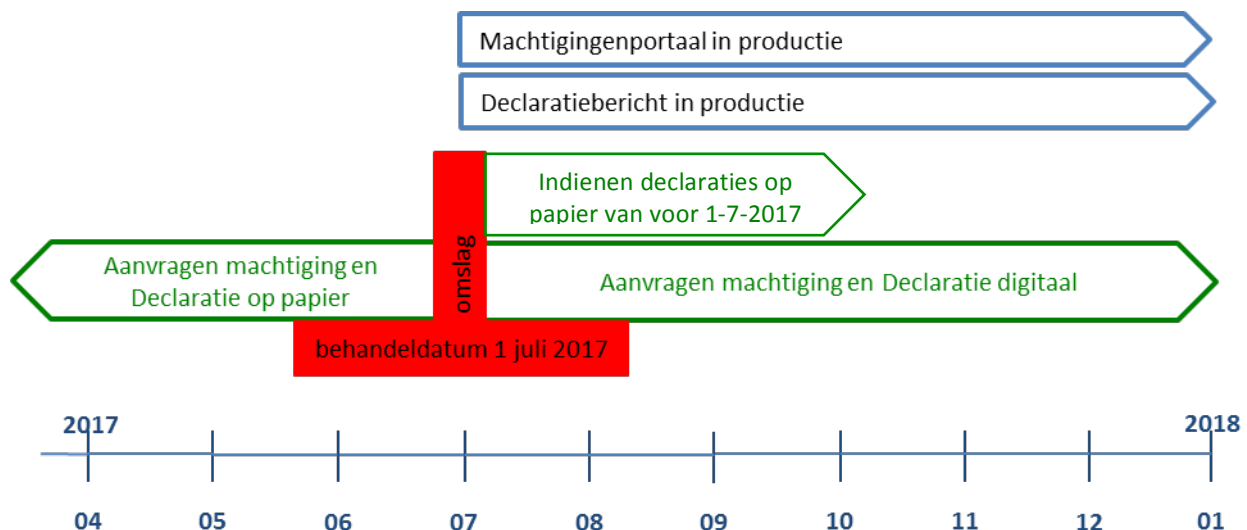 Machtigingenportaal in productie
Declaratiebericht in productie
Indienen declaraties op
papier van voor 1-7-2017
omslag
Aanvragen machtiging en
Declaratie op papier
Aanvragen machtiging en Declaratie digitaal
behandeldatum 1 juli 2017
2017 2018
04 05 06 07 08 09 10 11 12 01